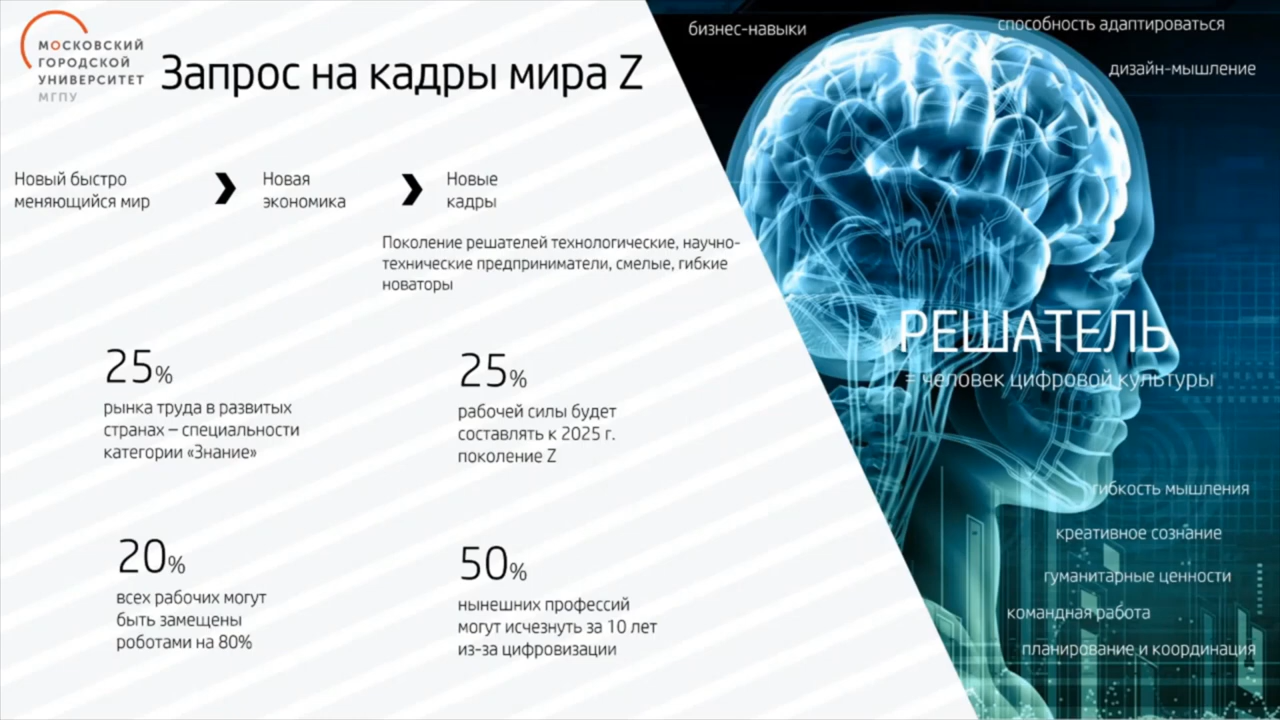 МОСКОВСКИЙ
ГОРОДСКОЙ
УНИВЕРСИТЕТ
МГПУ
Запрос на кадры мира Z
Новый быстро
меняющийся мир
Новая
экономика
Новые
кадры
Поколение решателей технологические, научно-
технические предприниматели, смелые, гибкие
новаторы
25%
рынка труда в развитых
странах – специальности
категории «Знание»
25%
рабочей силы будет
составлять к 2025 г.
поколение Z
20%
всех рабочих могут
быть замещены
роботами на 80%
50%
нынешних профессий
могут исчезнуть за 10 лет
из-за цифровизации
бизнес-навыки
способность адаптироваться
дизайн-мышление
РЕШАТЕЛЬ
= человек цифровой культуры
гибкость мышления
креативное сознание
гуманитарные ценности
командная работа
планирование и координация